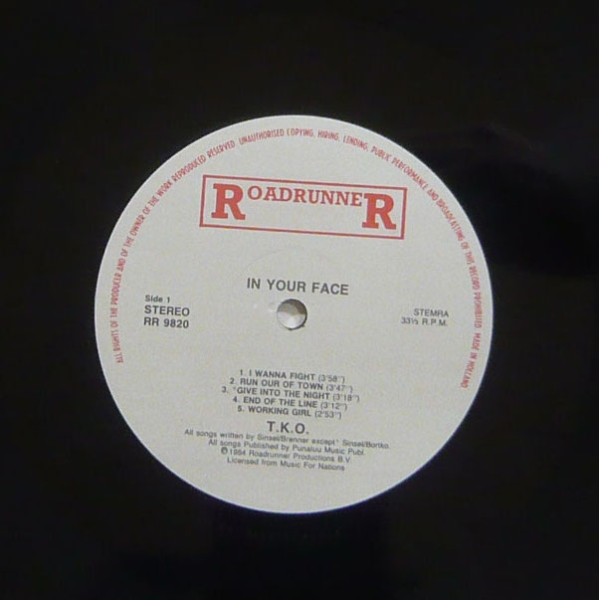 ALL RIGHTS OF THE PRODUCER AND OF THE OWNER OF THE WORK REPRODUCED RESERVED. UNAUTHORISED COPYING, HIRING, LENDING, PUBLIC PERFORMANCE AND BROADCASTING OF THIS RECORD PROHIBITED. MADE IN HOLLAND
ROADRUNNER
IN YOUR FACE
Side 1
STEREO
RR 9820
STEMRA
33⅓ R.P.M.
1. I WANNA FIGHT (3'58")
2. RUN OUR OF TOWN (3'47")
3. *GIVE INTO THE NIGHT (3'18")
4. END OF THE LINE (3'12")
5. WORKING GIRL (2'53")
T.K.O.
All songs written by Sinsel/Brenner except* Sinsel/Bortko.
All songs Published by Punaluu Music Publ.
℗1984 Roadrunner Productions B.V.
Licensed from Music For Nations